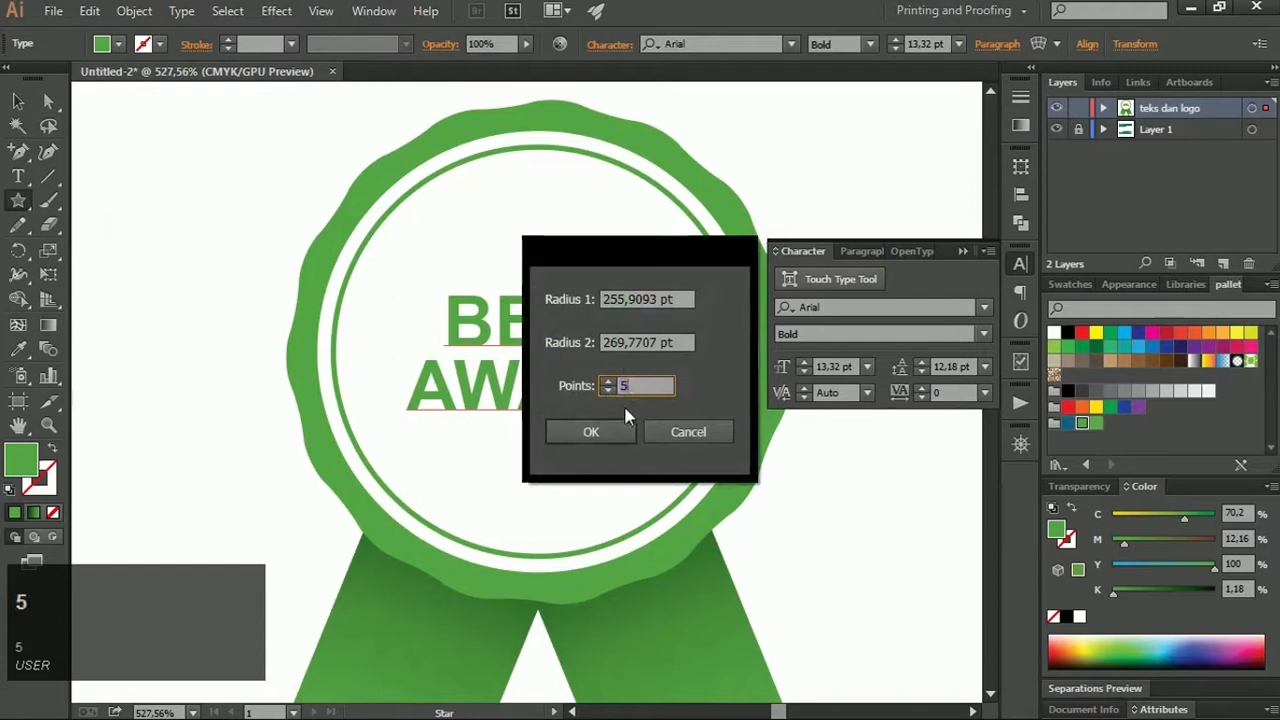 Ai File Edit Object Type Select Effect View Window Help Br St Printing and Proofing
Type Stroke: Opacity: 100% Character: Arial Bold 13,32 pt Paragraph Align Transform
Untitled-2* @ 527,56% (CMYK/GPU Preview)
Layers Info Links Artboards
teks dan logo
Layer 1
2 Layers
Character Paragrapl OpenTyp
Touch Type Tool
Arial
Bold
13,32 pt 12,18 pt
Auto 0
Swatches Appearance Libraries pallet
BE
AWA
Radius 1: 255,9093 pt
Radius 2: 269,7707 pt
Points: 5
OK Cancel
Transparency Color
C 70,2 %
M 12,16 %
Y 100 %
K 1,18 %
5
5
USER
Separations Preview
Document Info Attributes
527,56% 1 Star